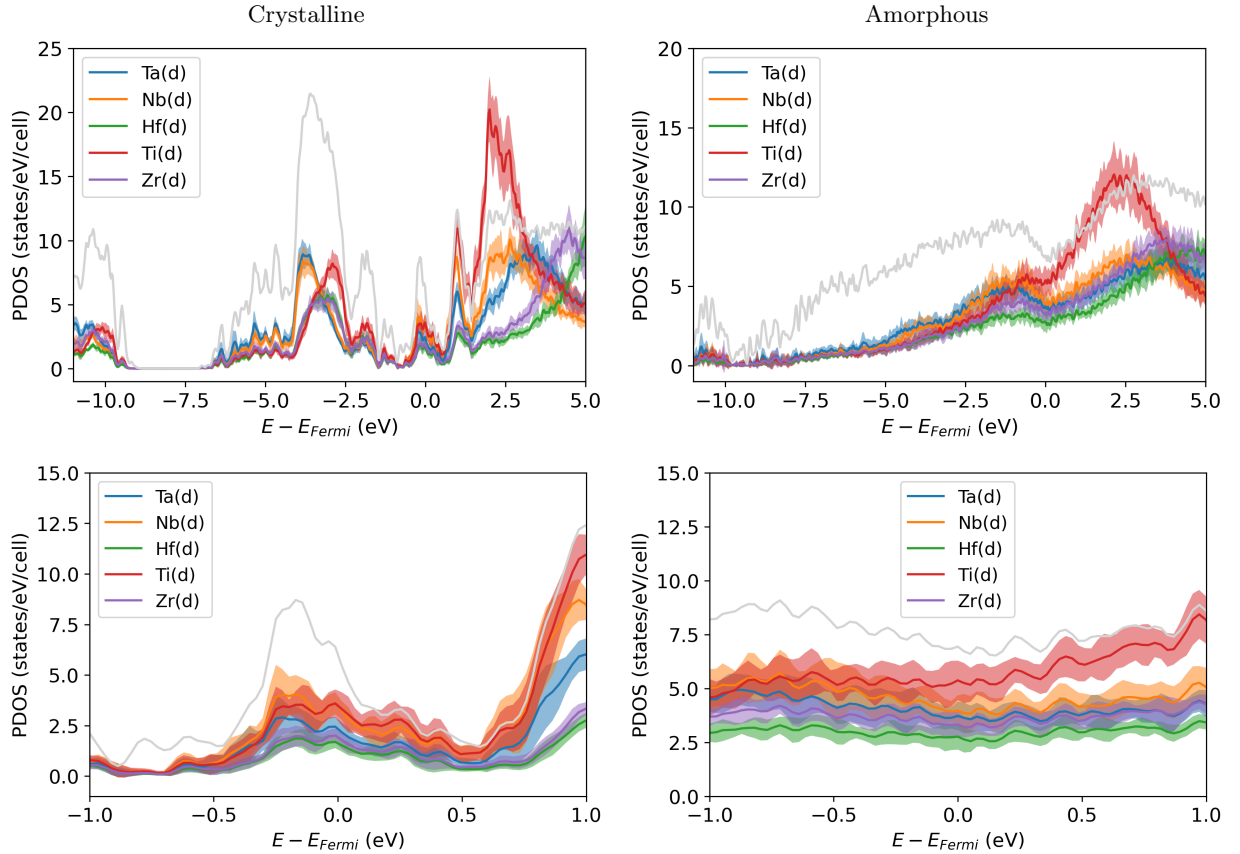 Crystalline
Amorphous
25
20
15
10
5
0
PDOS (states/eV/cell)
Ta(d)
Nb(d)
Hf(d)
Ti(d)
Zr(d)
−10.0 −7.5 −5.0 −2.5 0.0 2.5 5.0
E − E_Fermi (eV)
20
15
10
5
0
PDOS (states/eV/cell)
Ta(d)
Nb(d)
Hf(d)
Ti(d)
Zr(d)
−10.0 −7.5 −5.0 −2.5 0.0 2.5 5.0
E − E_Fermi (eV)
15.0
12.5
10.0
7.5
5.0
2.5
0.0
PDOS (states/eV/cell)
Ta(d)
Nb(d)
Hf(d)
Ti(d)
Zr(d)
−1.0 −0.5 0.0 0.5 1.0
E − E_Fermi (eV)
15.0
12.5
10.0
7.5
5.0
2.5
0.0
PDOS (states/eV/cell)
Ta(d)
Nb(d)
Hf(d)
Ti(d)
Zr(d)
−1.0 −0.5 0.0 0.5 1.0
E − E_Fermi (eV)